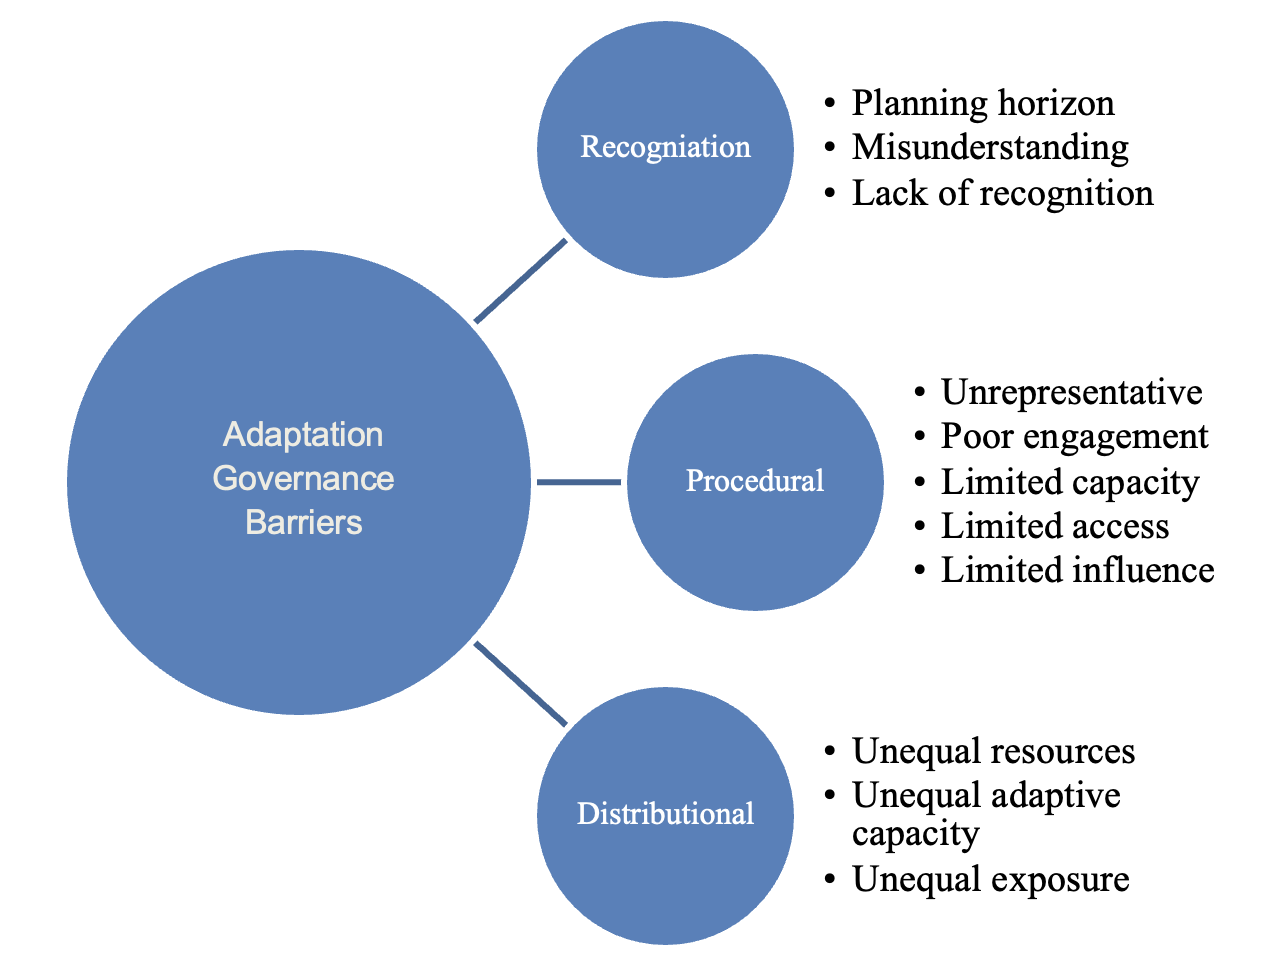 Recogniation
• Planning horizon
• Misunderstanding
• Lack of recognition
Adaptation
Governance
Barriers
Procedural
• Unrepresentative
• Poor engagement
• Limited capacity
• Limited access
• Limited influence
Distributional
• Unequal resources
• Unequal adaptive
capacity
• Unequal exposure